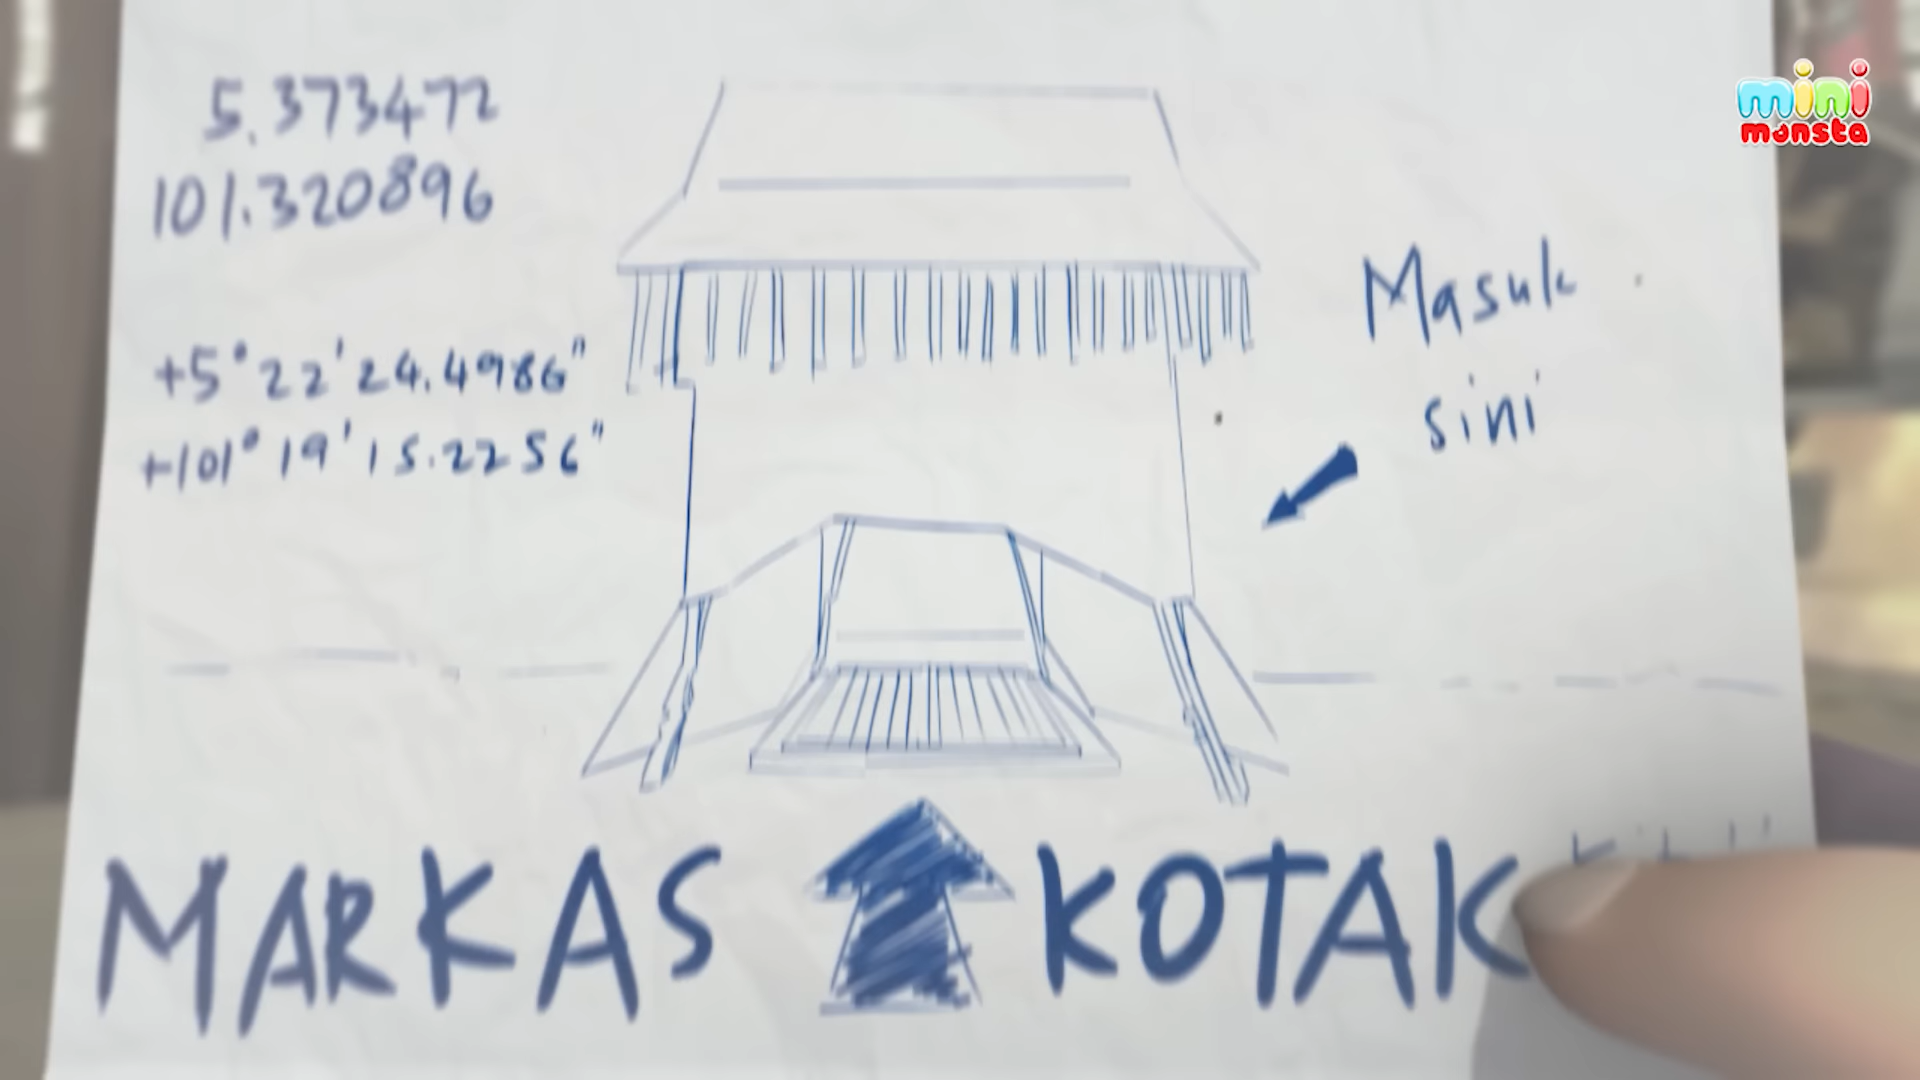 5.373472
101.320896
+5°22'24.4986"
+101°19'15.2256"
Masuk
sini
MARKAS KOTAK
mini
monsta